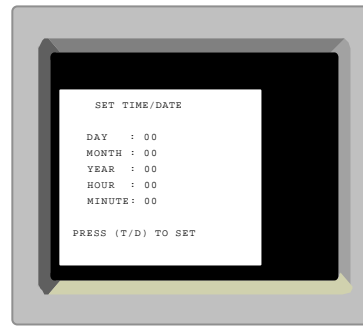 SET TIME/DATE
DAY : 00
MONTH : 00
YEAR : 00
HOUR : 00
MINUTE: 00
PRESS (T/D) TO SET